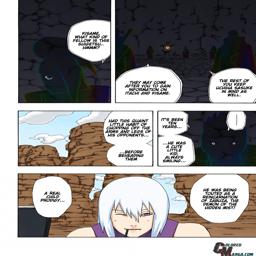 KISAME,
WHAT KIND OF
FELLOW IS THIS
SUIGETSU...
HMMM?
THEY MAY
COME AFTER
YOU TO GAIN
INFORMATION ON
ITACHI AND KISAME.
THE REST OF
YOU KEEP
UCHIHA SASUKE
IN MIND AS
WELL.
IT'S
BEEN TEN
YEARS...
HE WAS
A CUTE
LITTLE KID,
ALWAYS
SMILING...
HAD THIS QUAINT
LITTLE HABIT OF
CHOPPING OFF THE
ARMS AND LEGS OF
HIS OPPONENTS...
BEFORE
BEHEADING
THEM
A REAL
CHILD
PRODIGY...
HE WAS
BEING TOUTED AS A
REINCARNATION OF
ZABUZA, THE
DEMON OF THE
HIDDEN MIST!
COLORED
MANGA.COM